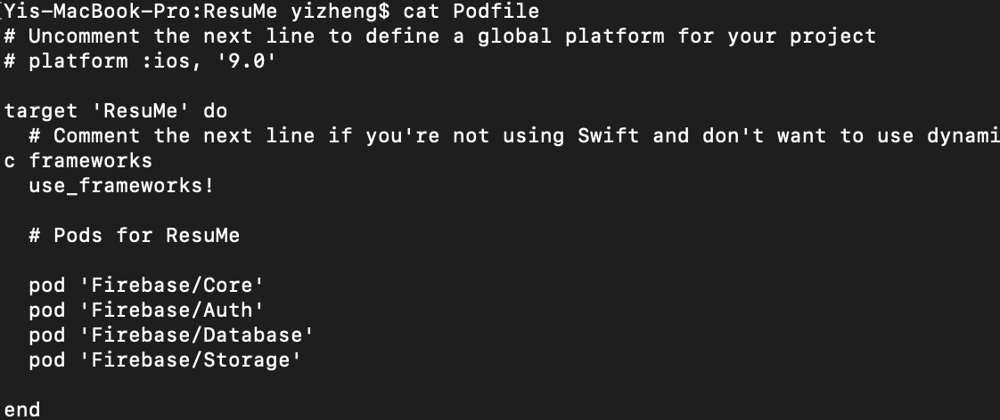 Yis-MacBook-Pro:ResuMe yizheng$ cat Podfile
# Uncomment the next line to define a global platform for your project
# platform :ios, '9.0'

target 'ResuMe' do
  # Comment the next line if you're not using Swift and don't want to use dynami
c frameworks
  use_frameworks!

  # Pods for ResuMe

  pod 'Firebase/Core'
  pod 'Firebase/Auth'
  pod 'Firebase/Database'
  pod 'Firebase/Storage'

end